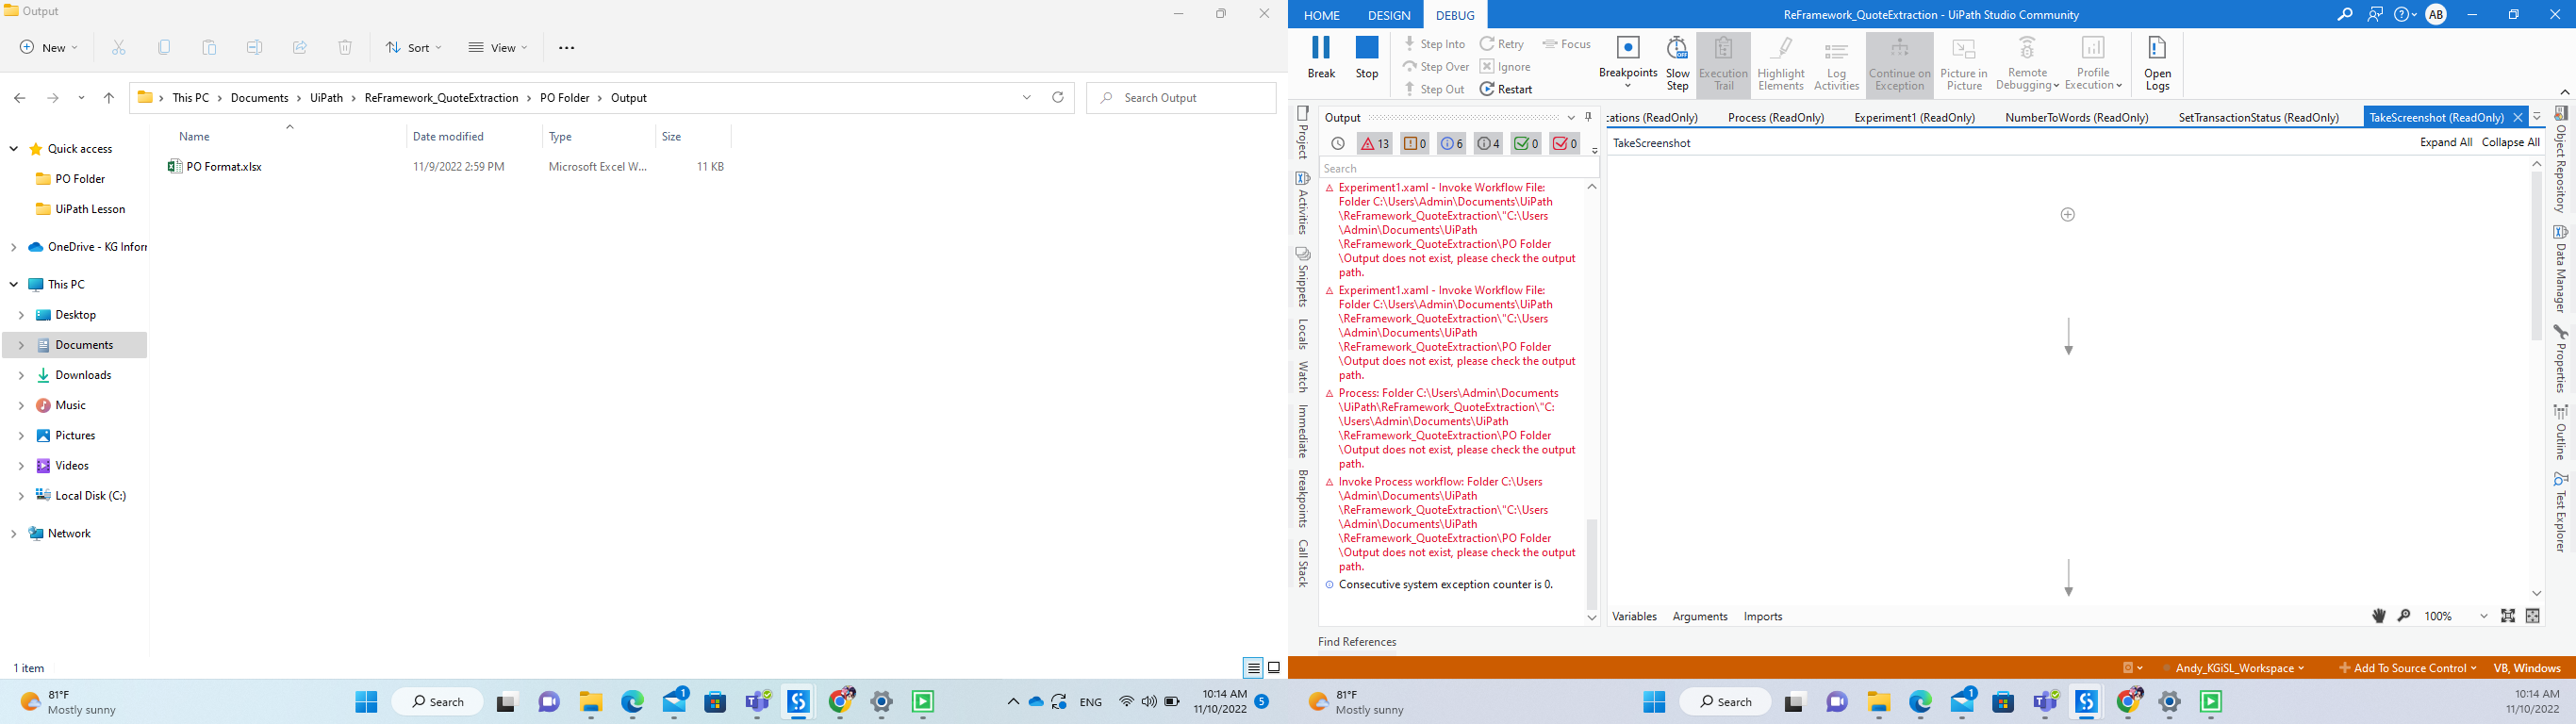 Output
New
Sort
View
This PC > Documents > UiPath > ReFramework_QuoteExtraction > PO Folder > Output
Search Output
Name
Date modified
Type
Size
Quick access
PO Folder
UiPath Lesson
OneDrive - KG Inforr
This PC
Desktop
Documents
Downloads
Music
Pictures
Videos
Local Disk (C:)
Network
PO Format.xlsx
11/9/2022 2:59 PM
Microsoft Excel W...
11 KB
1 item
81°F
Mostly sunny
Search
1
ENG
10:14 AM
11/10/2022
5
HOME
DESIGN
DEBUG
ReFramework_QuoteExtraction - UiPath Studio Community
AB
Break
Stop
Step Into
Step Over
Step Out
Retry
Ignore
Restart
Focus
Breakpoints
Slow
Step
OFF
Execution
Trail
Highlight
Elements
Log
Activities
Continue on
Exception
Picture in
Picture
Remote
Debugging
Profile
Execution
Open
Logs
Project
Activities
Snippets
Locals
Watch
Immediate
Breakpoints
Call Stack
Output
13
0
6
4
0
0
Search
Experiment1.xaml - Invoke Workflow File:
Folder C:\Users\Admin\Documents\UiPath
\ReFramework_QuoteExtraction\"C:\Users
\Admin\Documents\UiPath
\ReFramework_QuoteExtraction\PO Folder
\Output does not exist, please check the output
path.
Experiment1.xaml - Invoke Workflow File:
Folder C:\Users\Admin\Documents\UiPath
\ReFramework_QuoteExtraction\"C:\Users
\Admin\Documents\UiPath
\ReFramework_QuoteExtraction\PO Folder
\Output does not exist, please check the output
path.
Process: Folder C:\Users\Admin\Documents
\UiPath\ReFramework_QuoteExtraction\"C:
\Users\Admin\Documents\UiPath
\ReFramework_QuoteExtraction\PO Folder
\Output does not exist, please check the output
path.
Invoke Process workflow: Folder C:\Users
\Admin\Documents\UiPath
\ReFramework_QuoteExtraction\"C:\Users
\Admin\Documents\UiPath
\ReFramework_QuoteExtraction\PO Folder
\Output does not exist, please check the output
path.
Consecutive system exception counter is 0.
Find References
cations (ReadOnly)
Process (ReadOnly)
Experiment1 (ReadOnly)
NumberToWords (ReadOnly)
SetTransactionStatus (ReadOnly)
TakeScreenshot (ReadOnly)
TakeScreenshot
Expand All
Collapse All
Variables
Arguments
Imports
100%
Object Repository
Data Manager
Properties
Outline
Test Explorer
Andy_KGiSL_Workspace
Add To Source Control
VB, Windows
81°F
Mostly sunny
Search
1
10:14 AM
11/10/2022